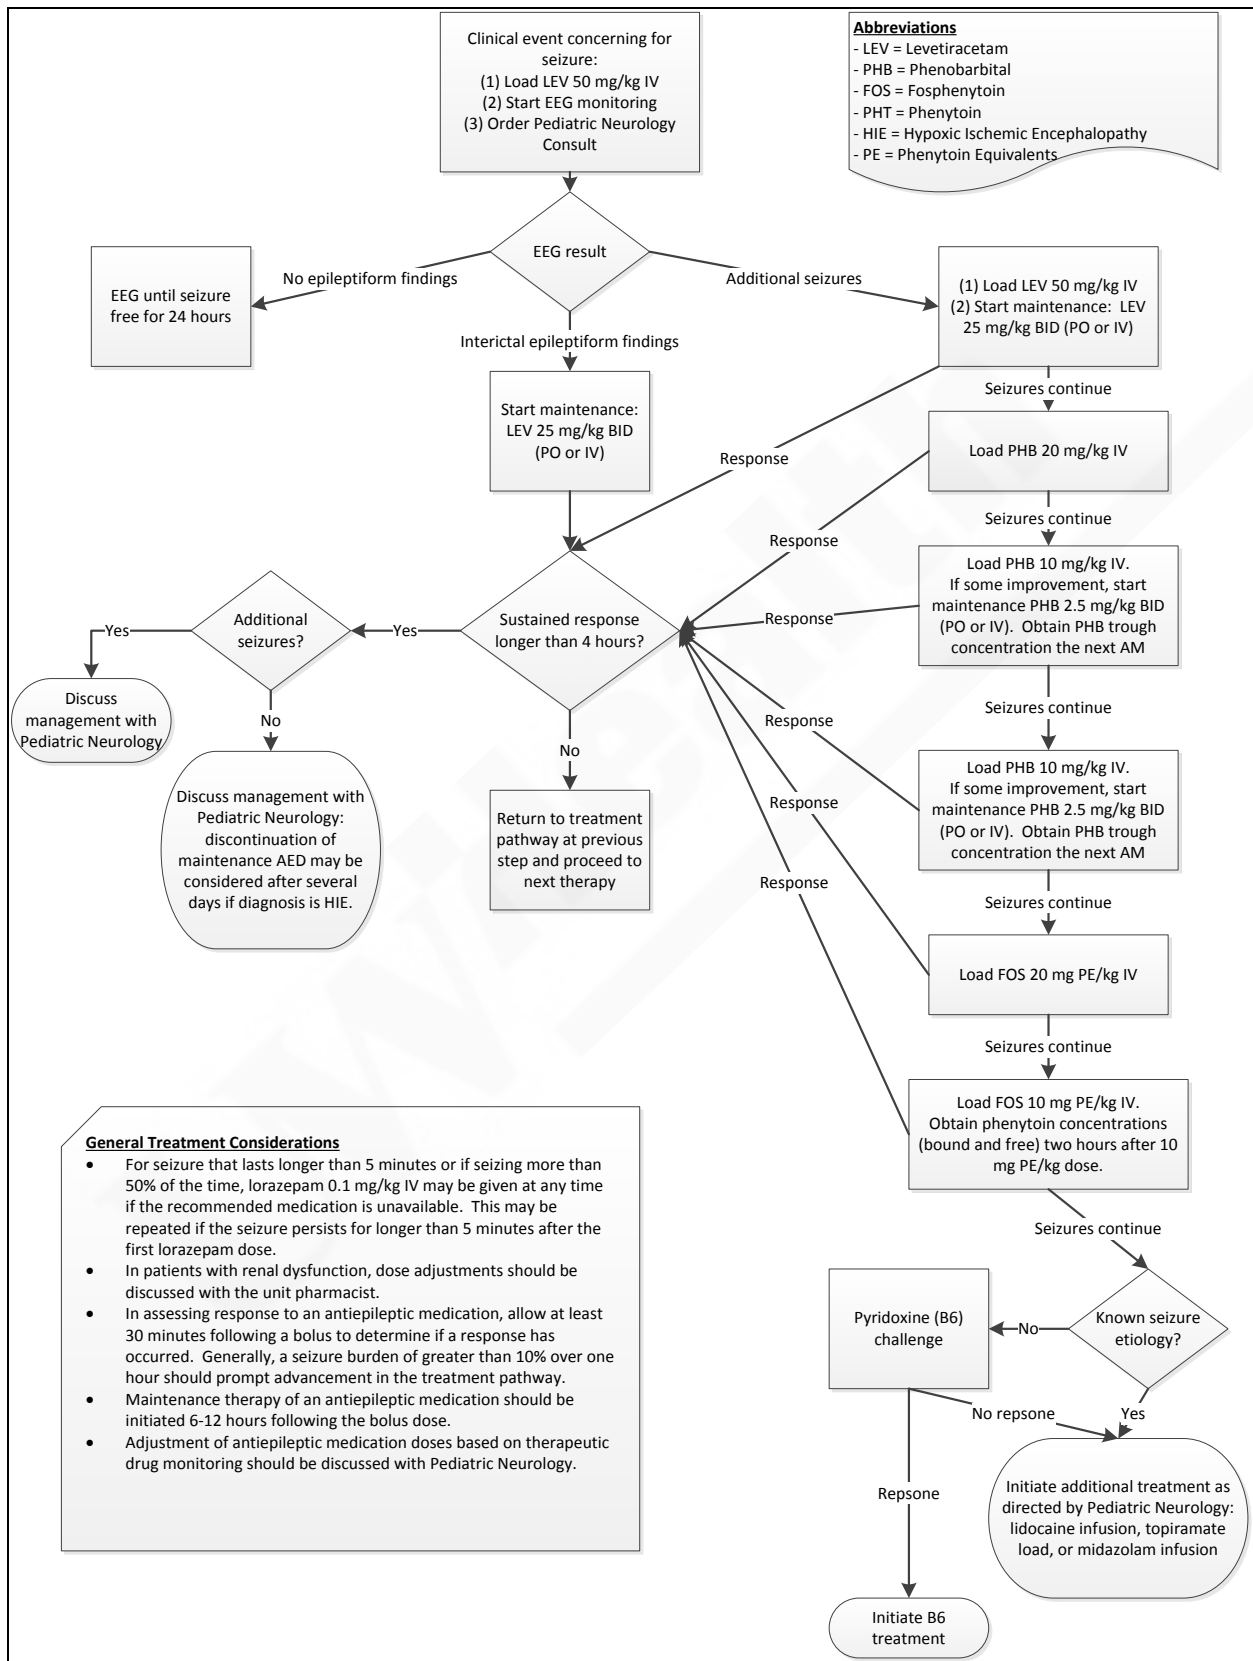 Clinical event concerning for
seizure:
(1) Load LEV 50 mg/kg IV
(2) Start EEG monitoring
(3) Order Pediatric Neurology
Consult
Abbreviations
- LEV = Levetiracetam
- PHB = Phenobarbital
- FOS = Fosphenytoin
- PHT = Phenytoin
- HIE = Hypoxic Ischemic Encephalopathy
- PE = Phenytoin Equivalents
EEG result
No epileptiform findings
Additional seizures
EEG until seizure
free for 24 hours
Interictal epileptiform findings
(1) Load LEV 50 mg/kg IV
(2) Start maintenance: LEV
25 mg/kg BID (PO or IV)
Seizures continue
Start maintenance:
LEV 25 mg/kg BID
(PO or IV)
Response
Load PHB 20 mg/kg IV
Seizures continue
Response
Load PHB 10 mg/kg IV.
If some improvement, start
maintenance PHB 2.5 mg/kg BID
(PO or IV). Obtain PHB trough
concentration the next AM
Response
Sustained response
longer than 4 hours?
Yes
Additional
seizures?
Yes
Discuss
management with
Pediatric Neurology
No
Discuss management with
Pediatric Neurology:
discontinuation of
maintenance AED may be
considered after several
days if diagnosis is HIE.
No
Return to treatment
pathway at previous
step and proceed to
next therapy
Seizures continue
Response
Load PHB 10 mg/kg IV.
If some improvement, start
maintenance PHB 2.5 mg/kg BID
(PO or IV). Obtain PHB trough
concentration the next AM
Response
Seizures continue
Response
Load FOS 20 mg PE/kg IV
Seizures continue
Load FOS 10 mg PE/kg IV.
Obtain phenytoin concentrations
(bound and free) two hours after 10
mg PE/kg dose.
Seizures continue
Known seizure
etiology?
No
Pyridoxine (B6)
challenge
No repsone
Yes
Repsone
Initiate additional treatment as
directed by Pediatric Neurology:
lidocaine infusion, topiramate
load, or midazolam infusion
Initiate B6
treatment
General Treatment Considerations
• For seizure that lasts longer than 5 minutes or if seizing more than
50% of the time, lorazepam 0.1 mg/kg IV may be given at any time
if the recommended medication is unavailable. This may be
repeated if the seizure persists for longer than 5 minutes after the
first lorazepam dose.
• In patients with renal dysfunction, dose adjustments should be
discussed with the unit pharmacist.
• In assessing response to an antiepileptic medication, allow at least
30 minutes following a bolus to determine if a response has
occurred. Generally, a seizure burden of greater than 10% over one
hour should prompt advancement in the treatment pathway.
• Maintenance therapy of an antiepileptic medication should be
initiated 6-12 hours following the bolus dose.
• Adjustment of antiepileptic medication doses based on therapeutic
drug monitoring should be discussed with Pediatric Neurology.